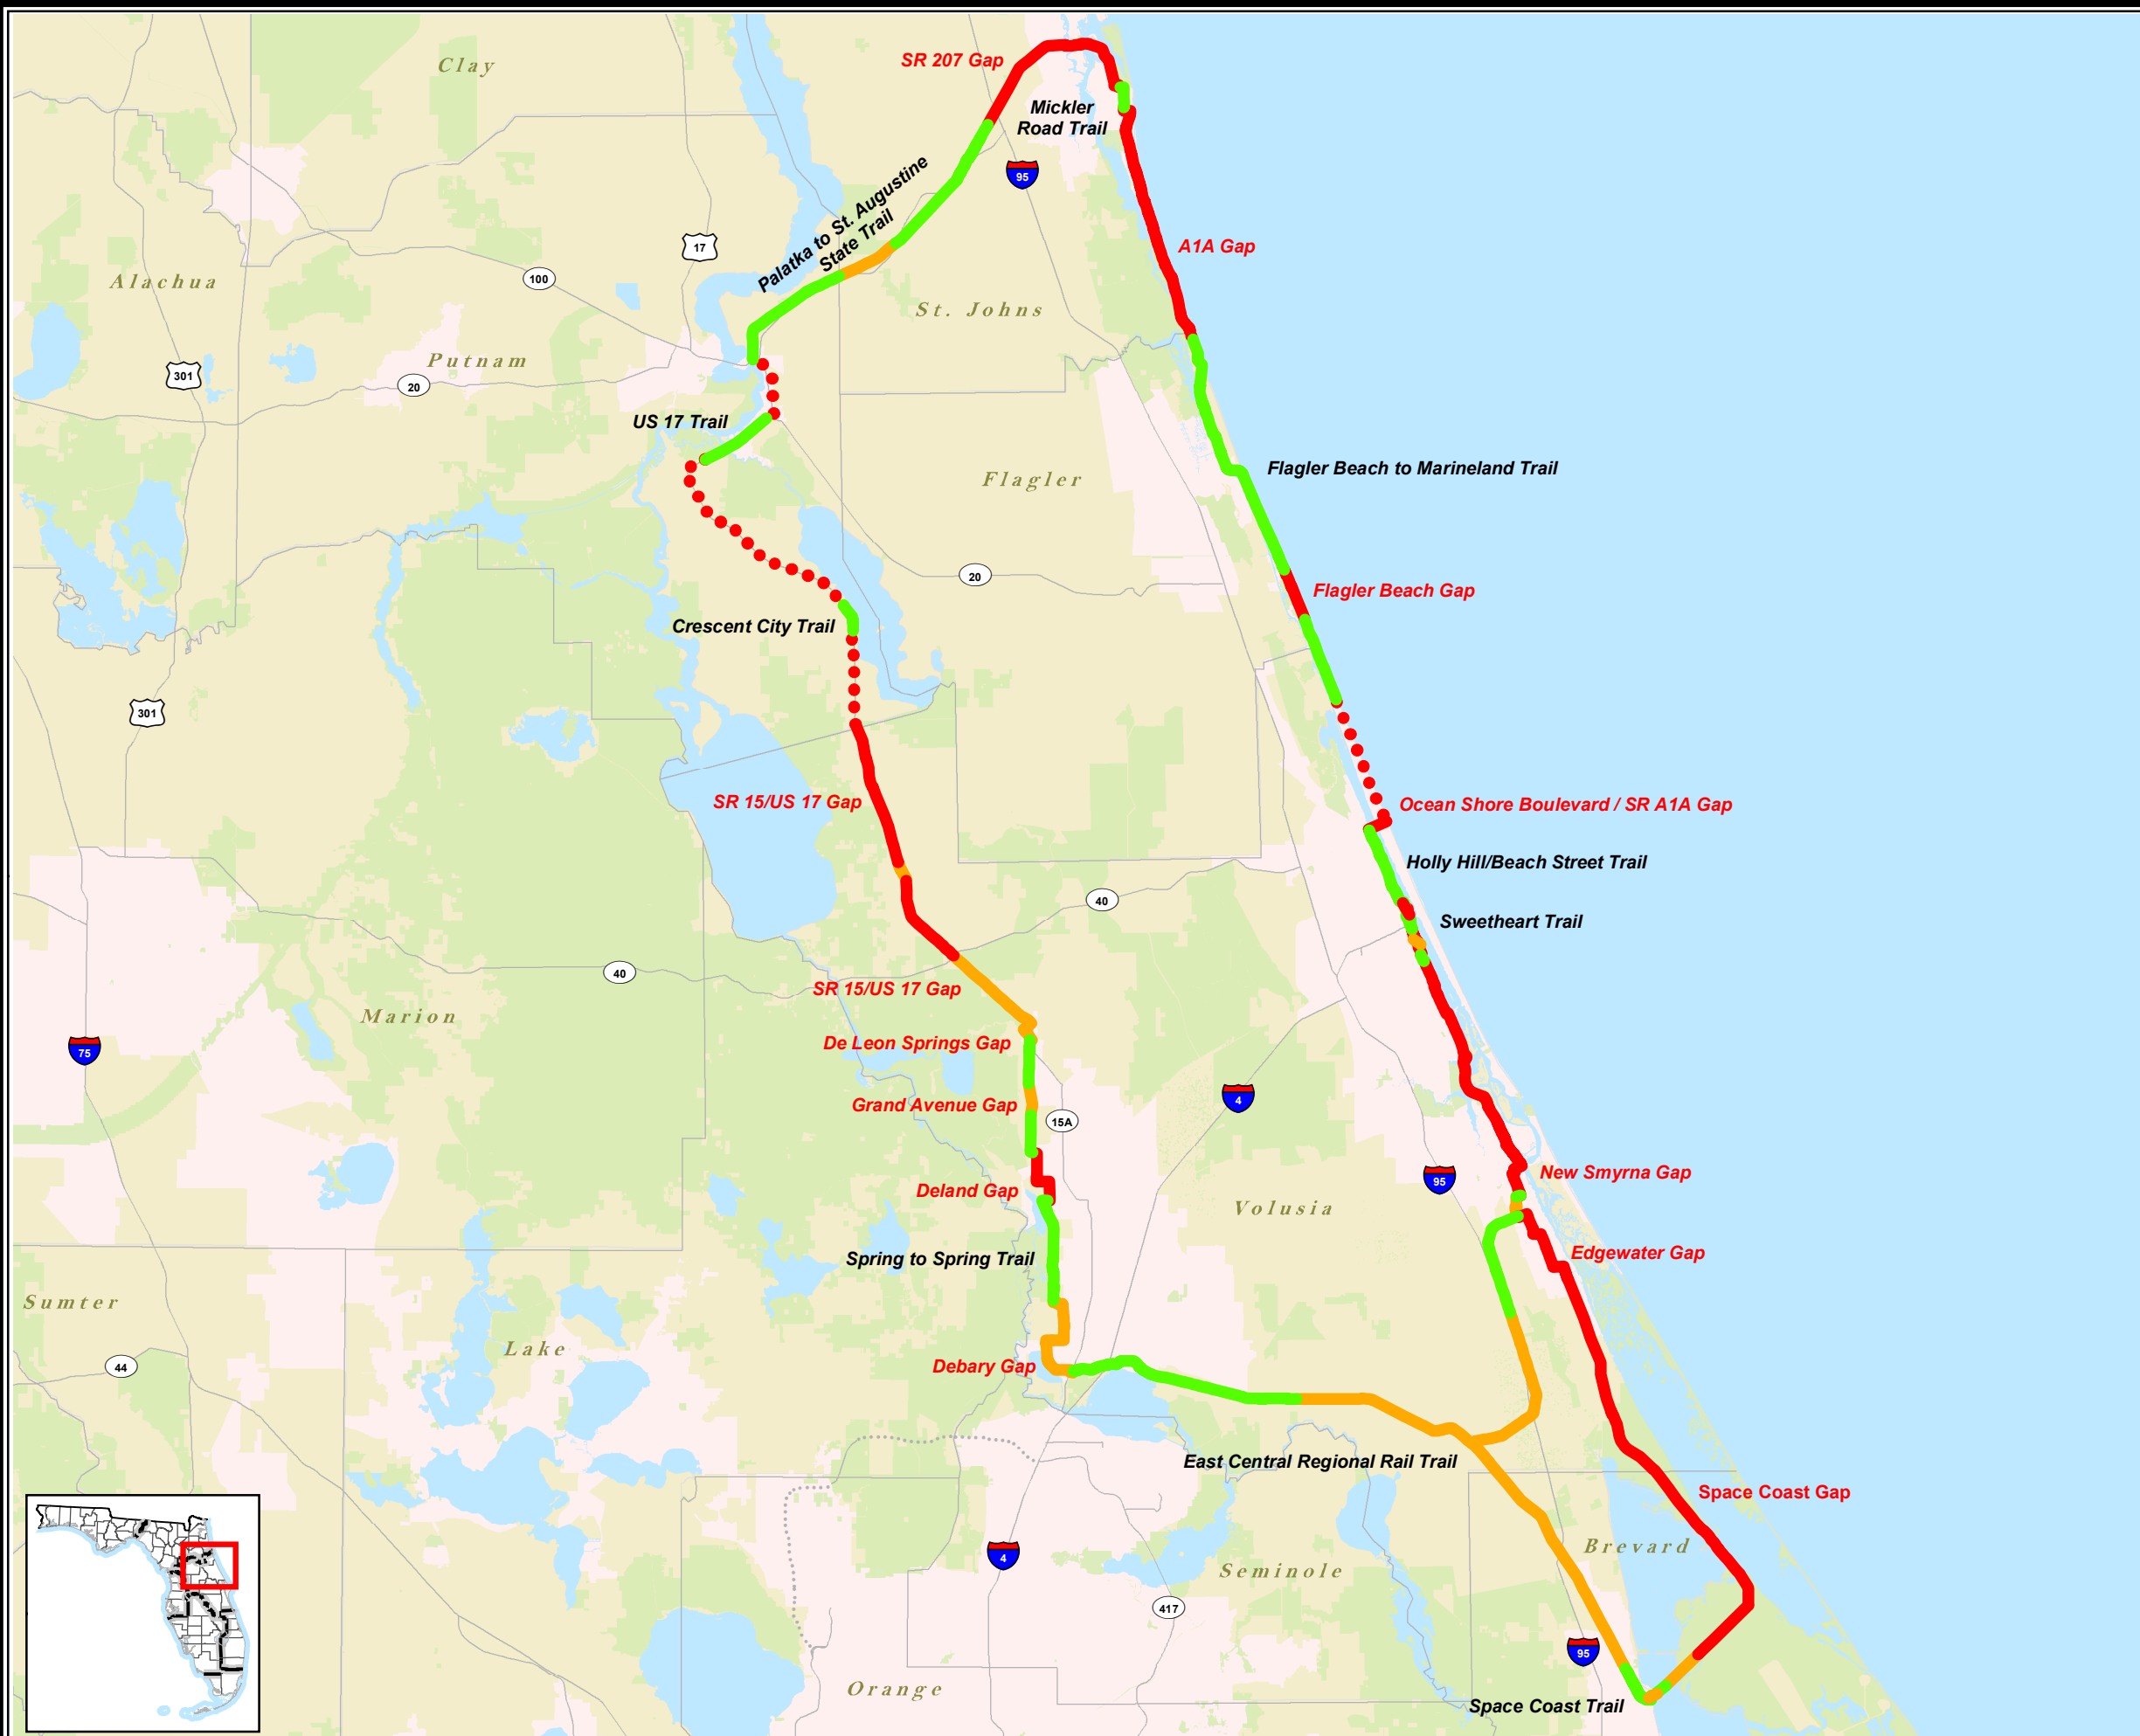 SR 207 Gap
Clay
Mickler
Road Trail
95
Palatka to St. Augustine
State Trail
17
A1A Gap
100
Alachua
St. Johns
Putnam
301
20
US 17 Trail
Flagler Beach to Marineland Trail
Flagler
20
Flagler Beach Gap
Crescent City Trail
301
SR 15/US 17 Gap
Ocean Shore Boulevard / SR A1A Gap
Holly Hill/Beach Street Trail
40
Sweetheart Trail
40
SR 15/US 17 Gap
Marion
75
De Leon Springs Gap
4
Grand Avenue Gap
15A
95
New Smyrna Gap
Deland Gap
Volusia
Spring to Spring Trail
Edgewater Gap
Sumter
Lake
44
Debary Gap
East Central Regional Rail Trail
Space Coast Gap
Brevard
4
Seminole
417
95
Orange
Space Coast Trail